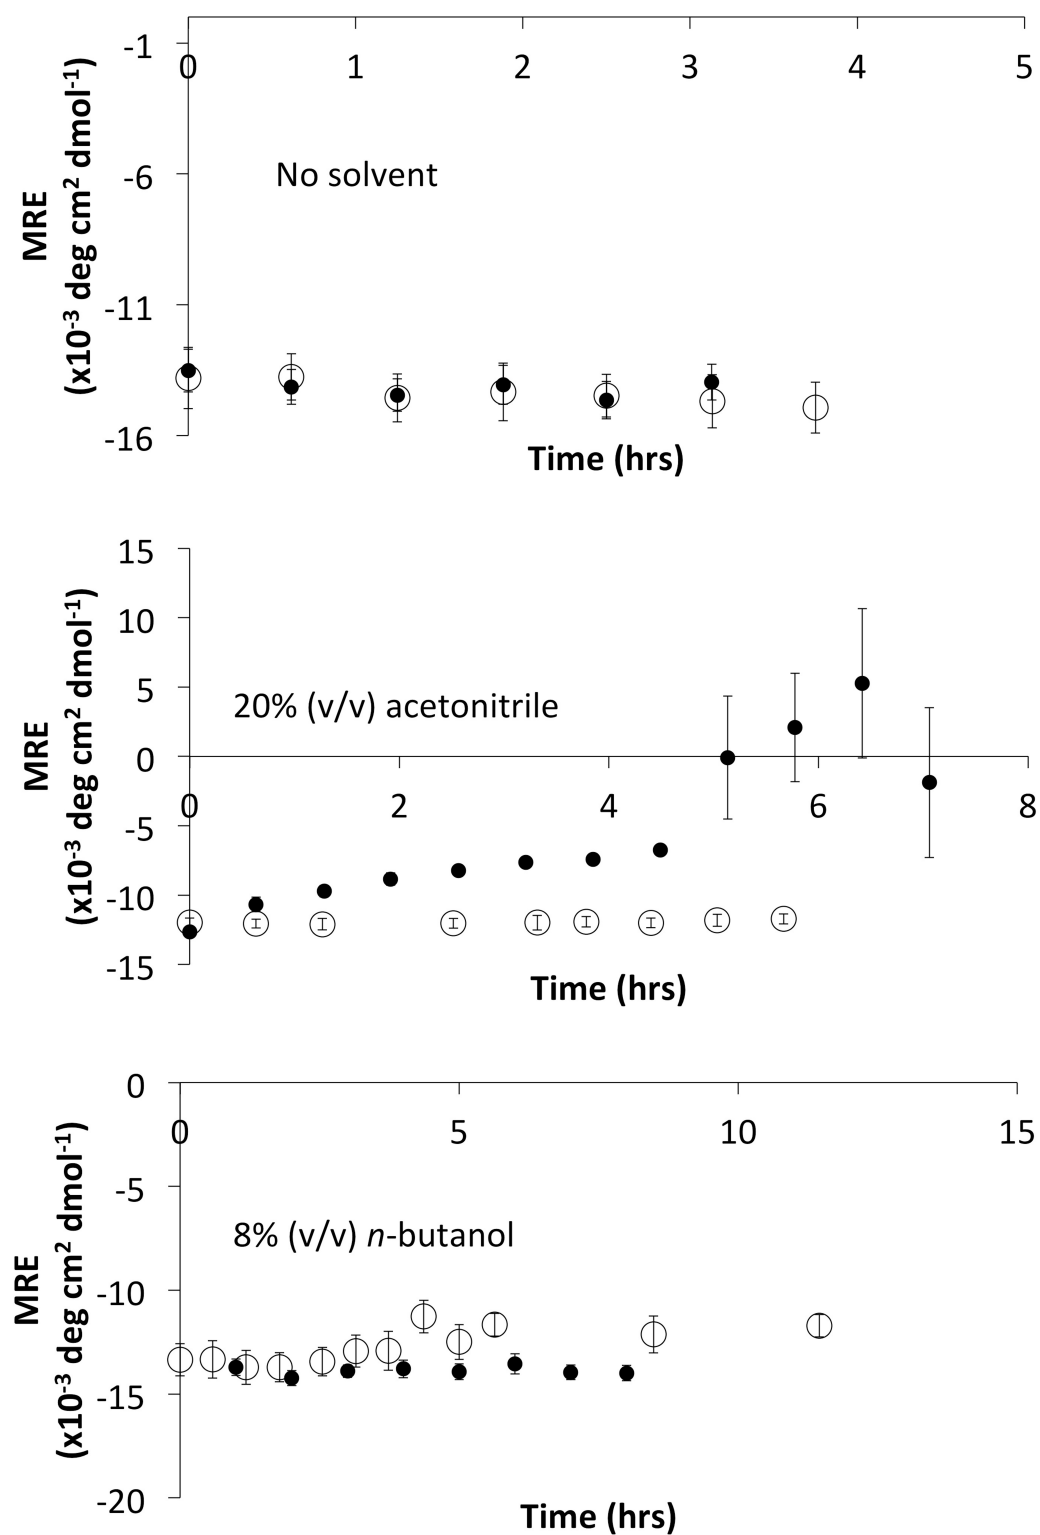 -1
0 1 2 3 4 5
-6
No solvent
-11
-16
MRE
(x10⁻³ deg cm² dmol⁻¹)
Time (hrs)
15
10
5
20% (v/v) acetonitrile
0
0 2 4 6 8
-5
-10
-15
MRE
(x10⁻³ deg cm² dmol⁻¹)
Time (hrs)
0
0 5 10 15
-5
8% (v/v) n-butanol
-10
-15
-20
MRE
(x10⁻³ deg cm² dmol⁻¹)
Time (hrs)